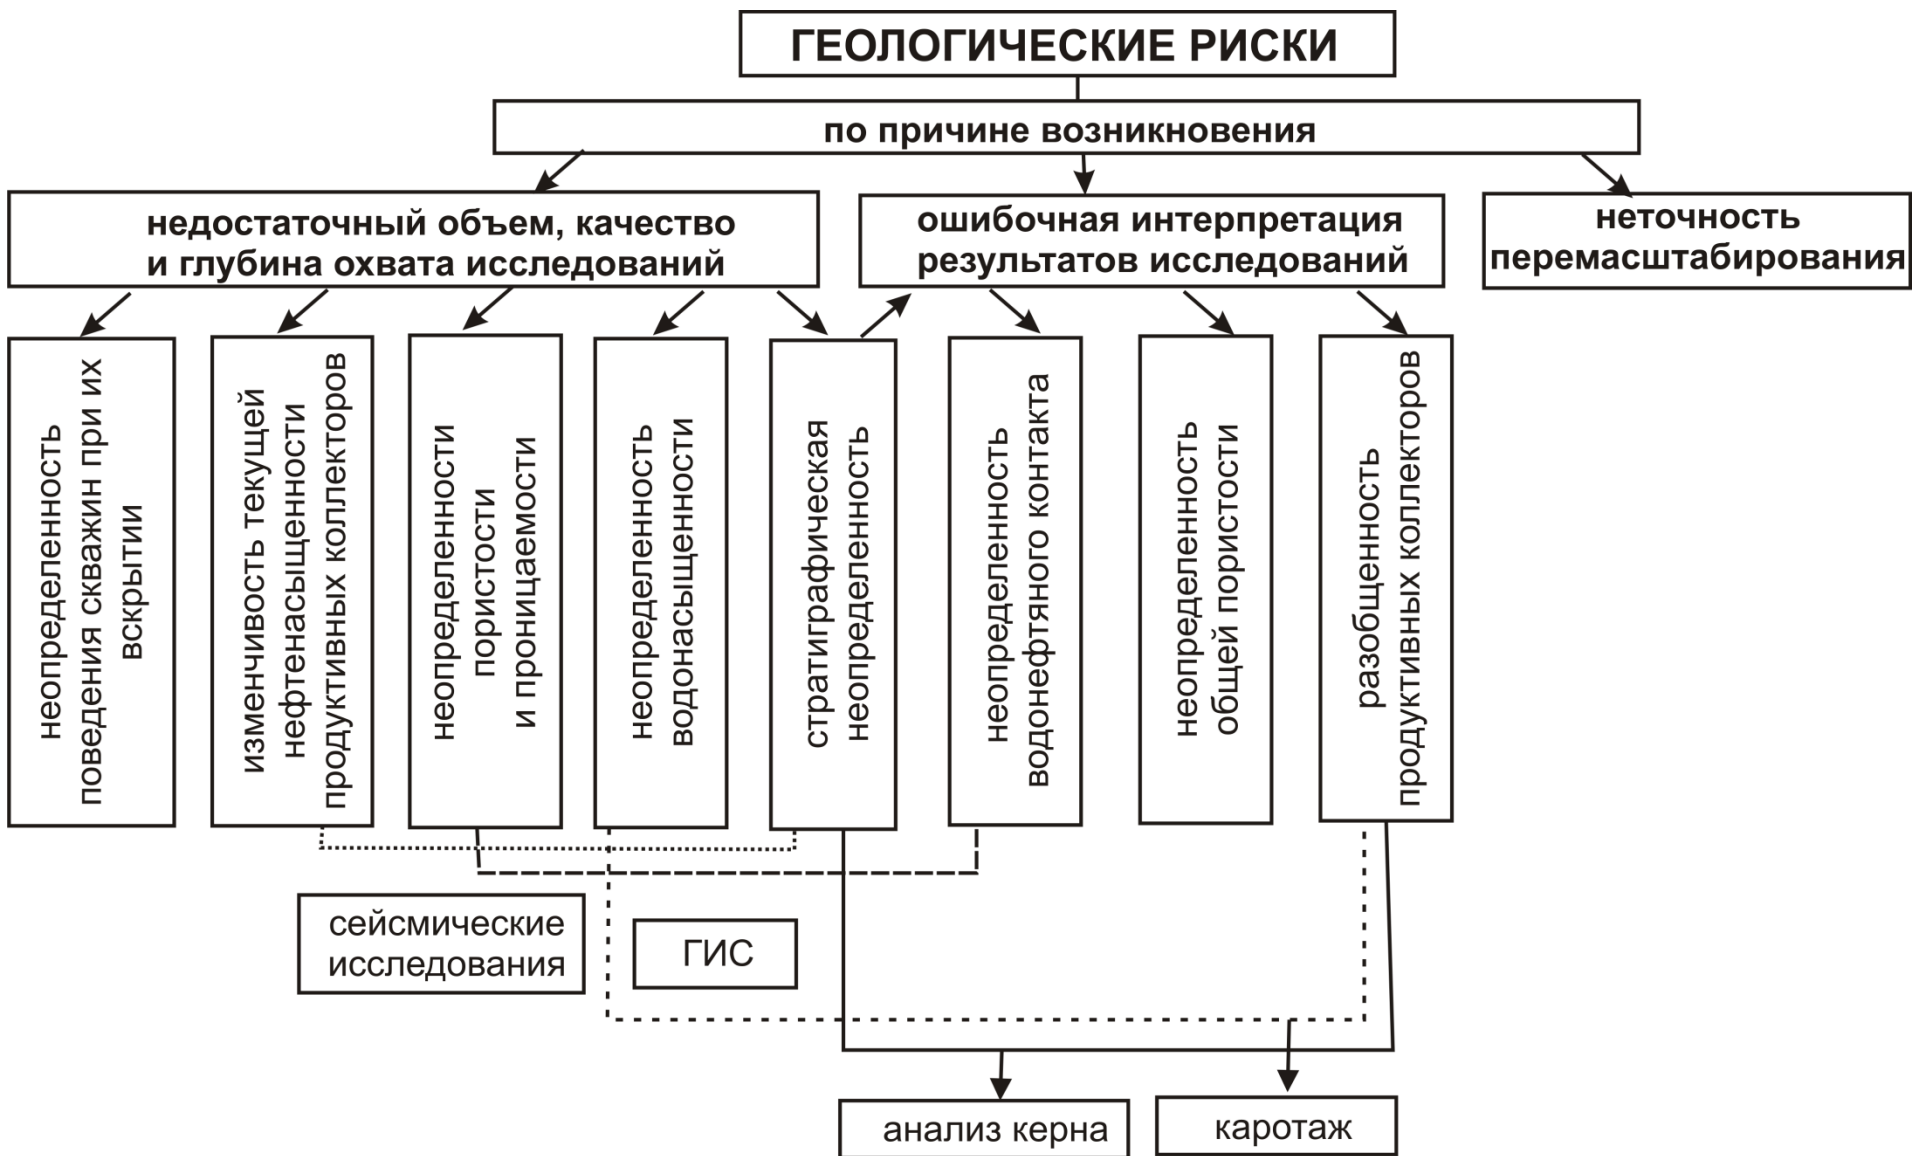 ГЕОЛОГИЧЕСКИЕ РИСКИ
по причине возникновения
недостаточный объем, качество
и глубина охвата исследований
ошибочная интерпретация
результатов исследований
неточность
перемасштабирования
неопределенность
поведения скважин при их
вскрытии
изменчивость текущей
нефтенасыщенности
продуктивных коллекторов
неопределенности
пористости
и проницаемости
неопределенность
водонасыщенности
стратиграфическая
неопределенность
неопределенность
водонефтяного контакта
неопределенность
общей пористости
разобщенность
продуктивных коллекторов
сейсмические
исследования
ГИС
анализ керна
каротаж